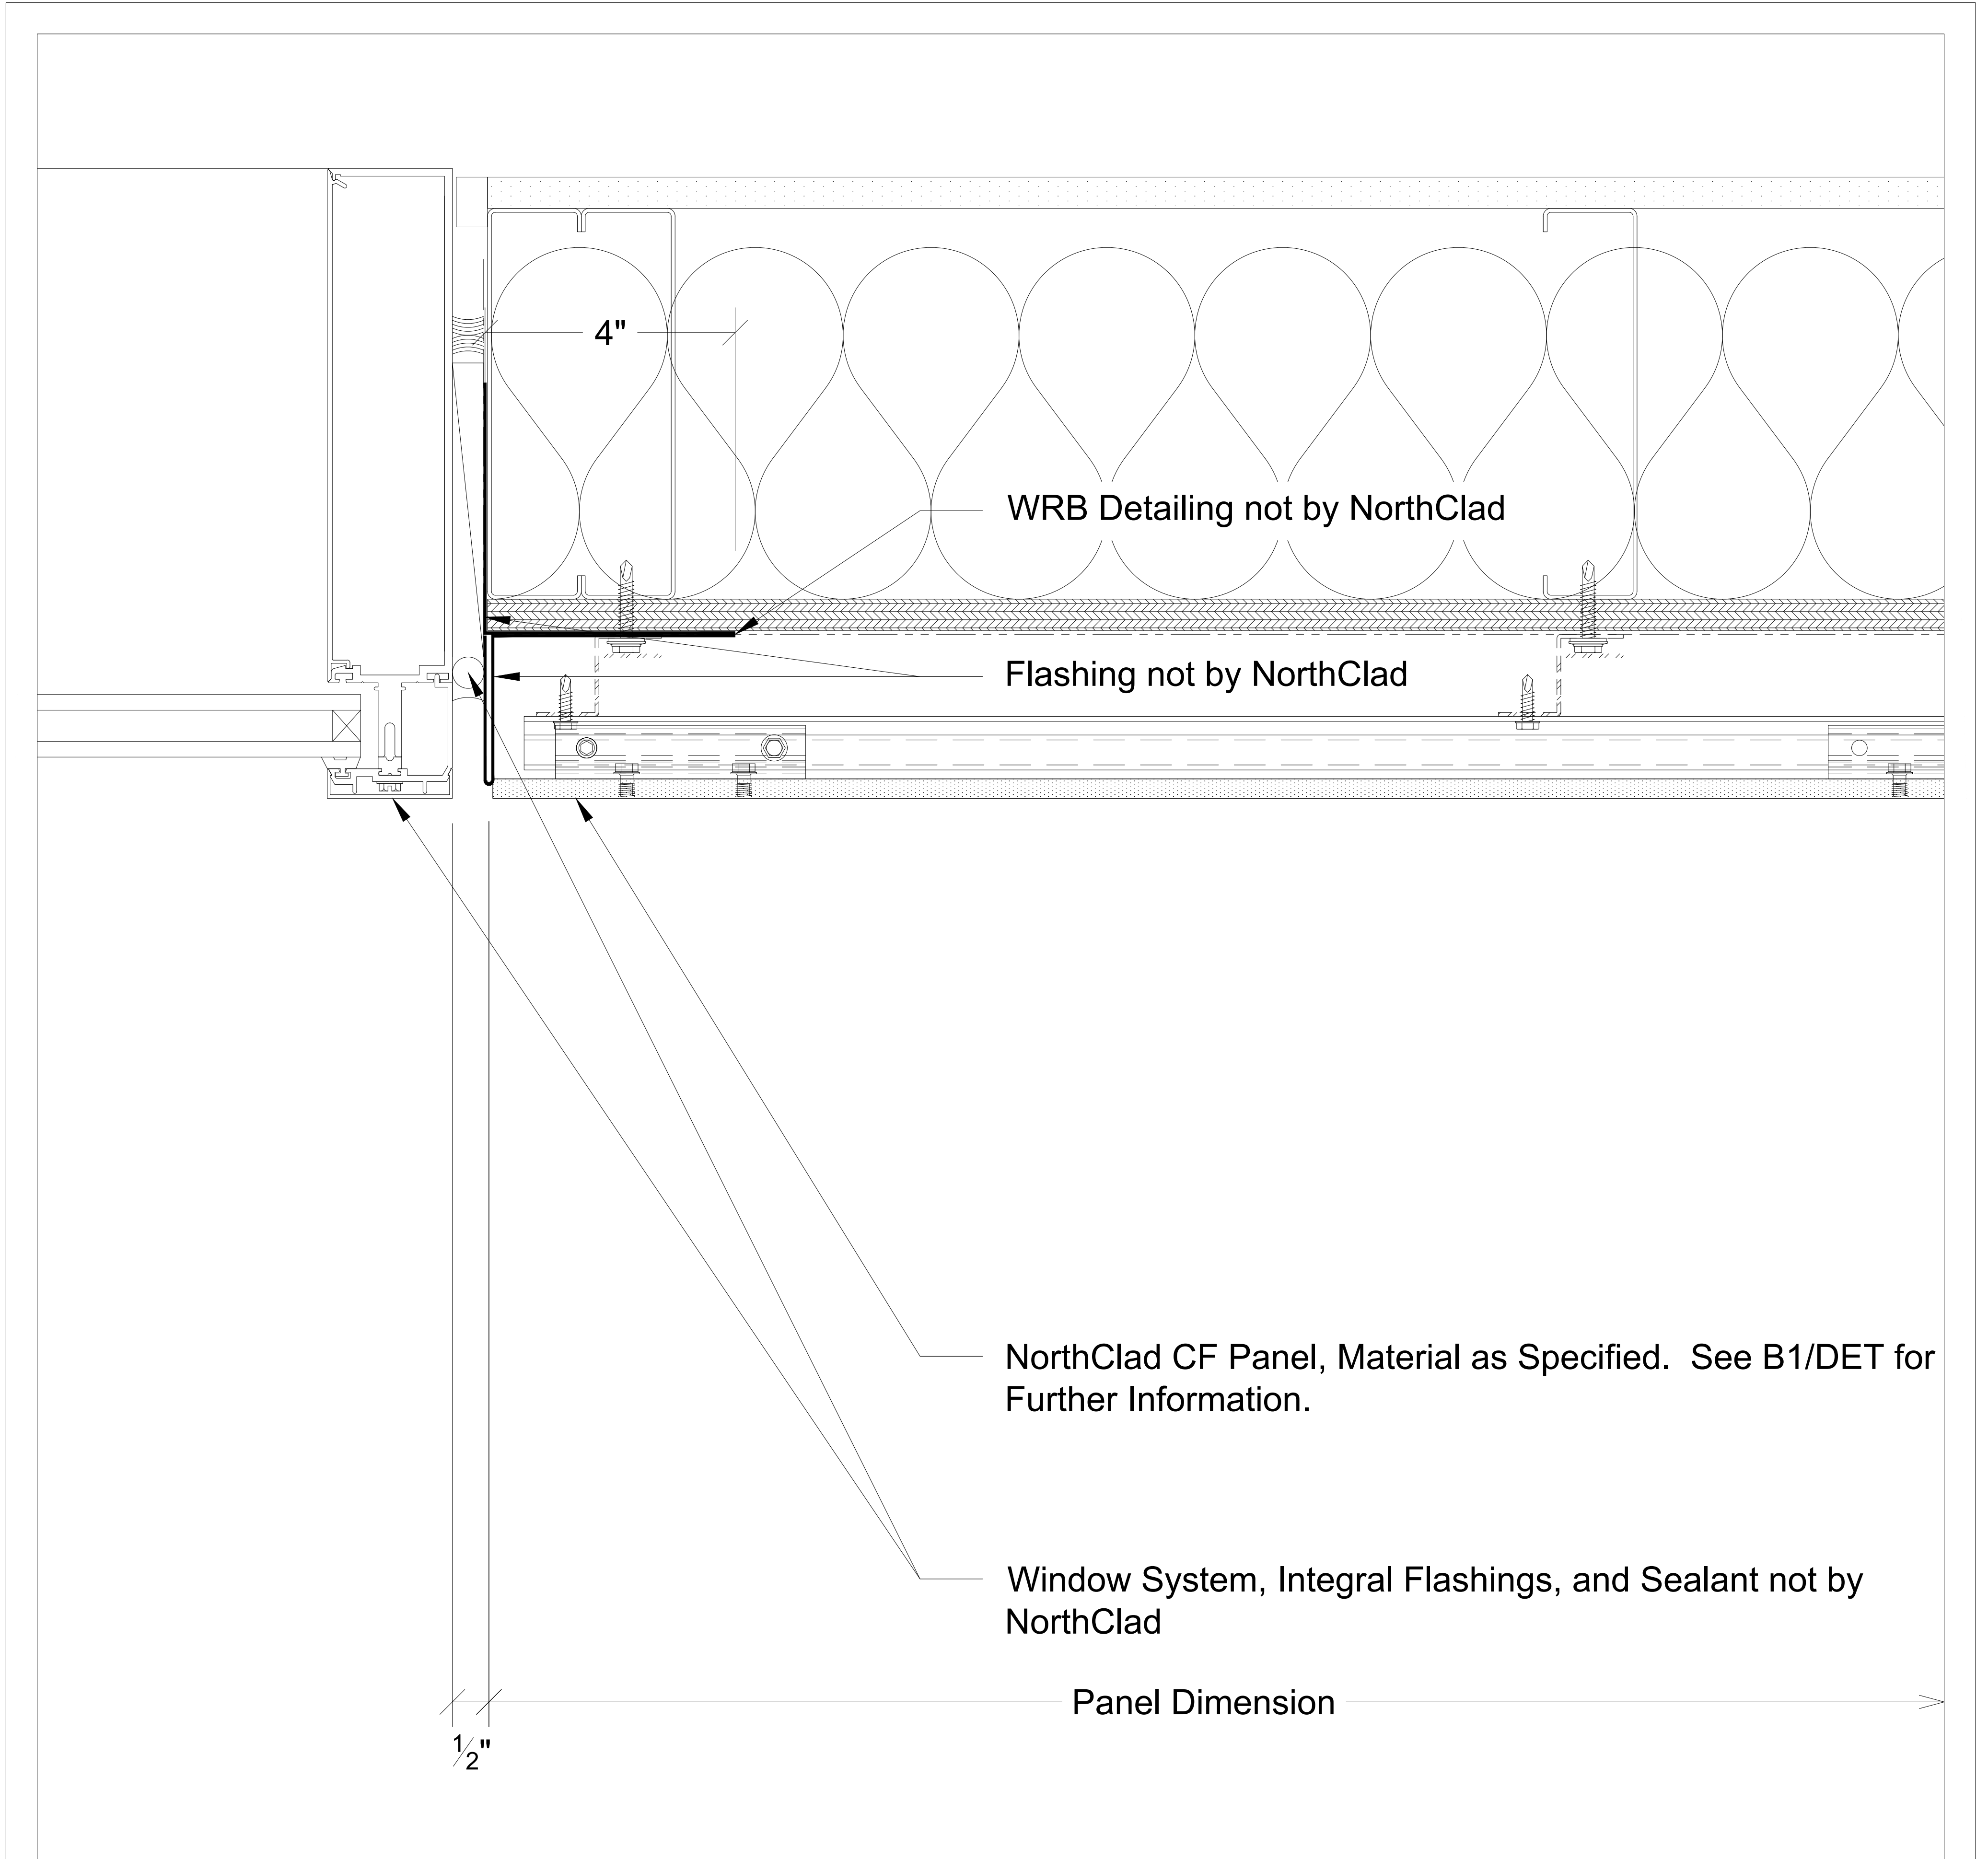 4"
WRB Detailing not by NorthClad
Flashing not by NorthClad
NorthClad CF Panel, Material as Specified.  See B1/DET for
Further Information.
Window System, Integral Flashings, and Sealant not by
NorthClad
Panel Dimension
1/2"